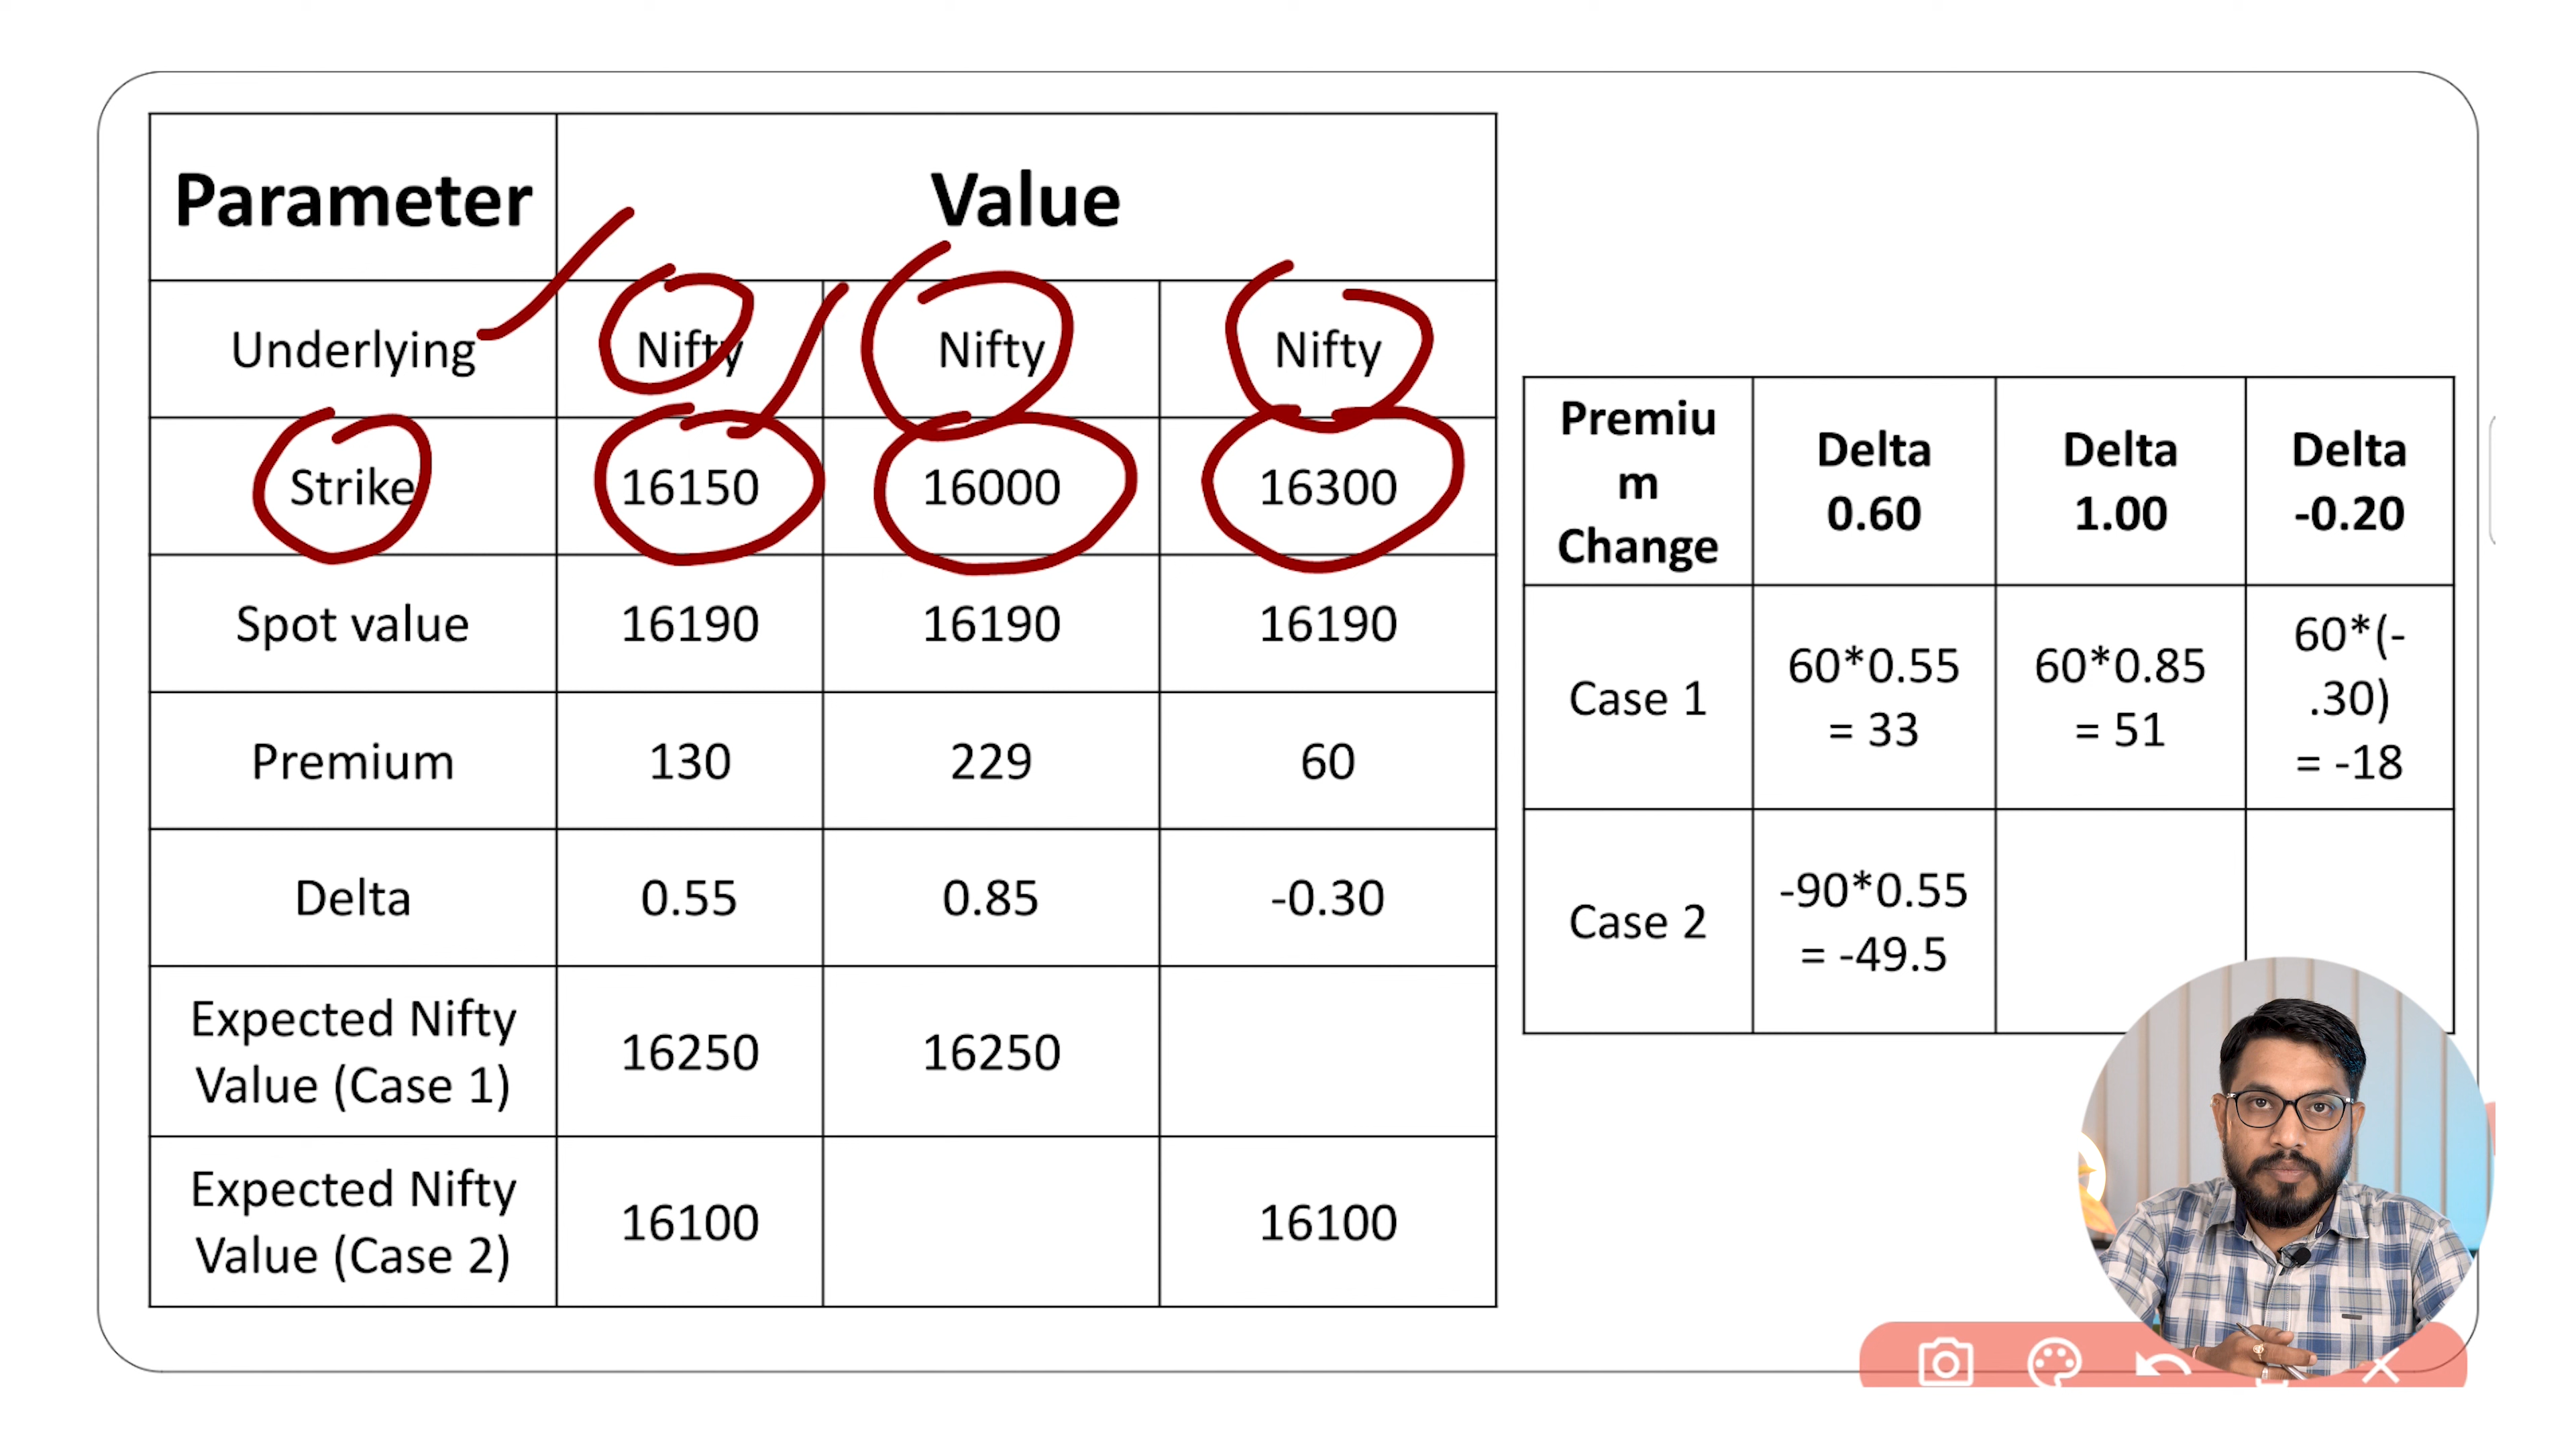 Parameter Value
Underlying Nifty Nifty Nifty
Strike 16150 16000 16300
Spot value 16190 16190 16190
Premium 130 229 60
Delta 0.55 0.85 -0.30
Expected Nifty
Value (Case 1) 16250 16250
Expected Nifty
Value (Case 2) 16100 16100
Premiu
m
Change
Delta
0.60
Delta
1.00
Delta
-0.20
Case 1
60*0.55
= 33
60*0.85
= 51
60*(-
.30)
= -18
Case 2
-90*0.55
= -49.5